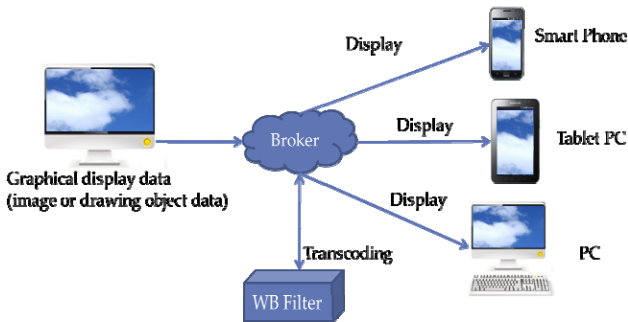 Display
Smart Phone
Broker
Display
Tablet PC
Graphical display data
(image or drawing object data)
Display
PC
Transcoding
WB Filter